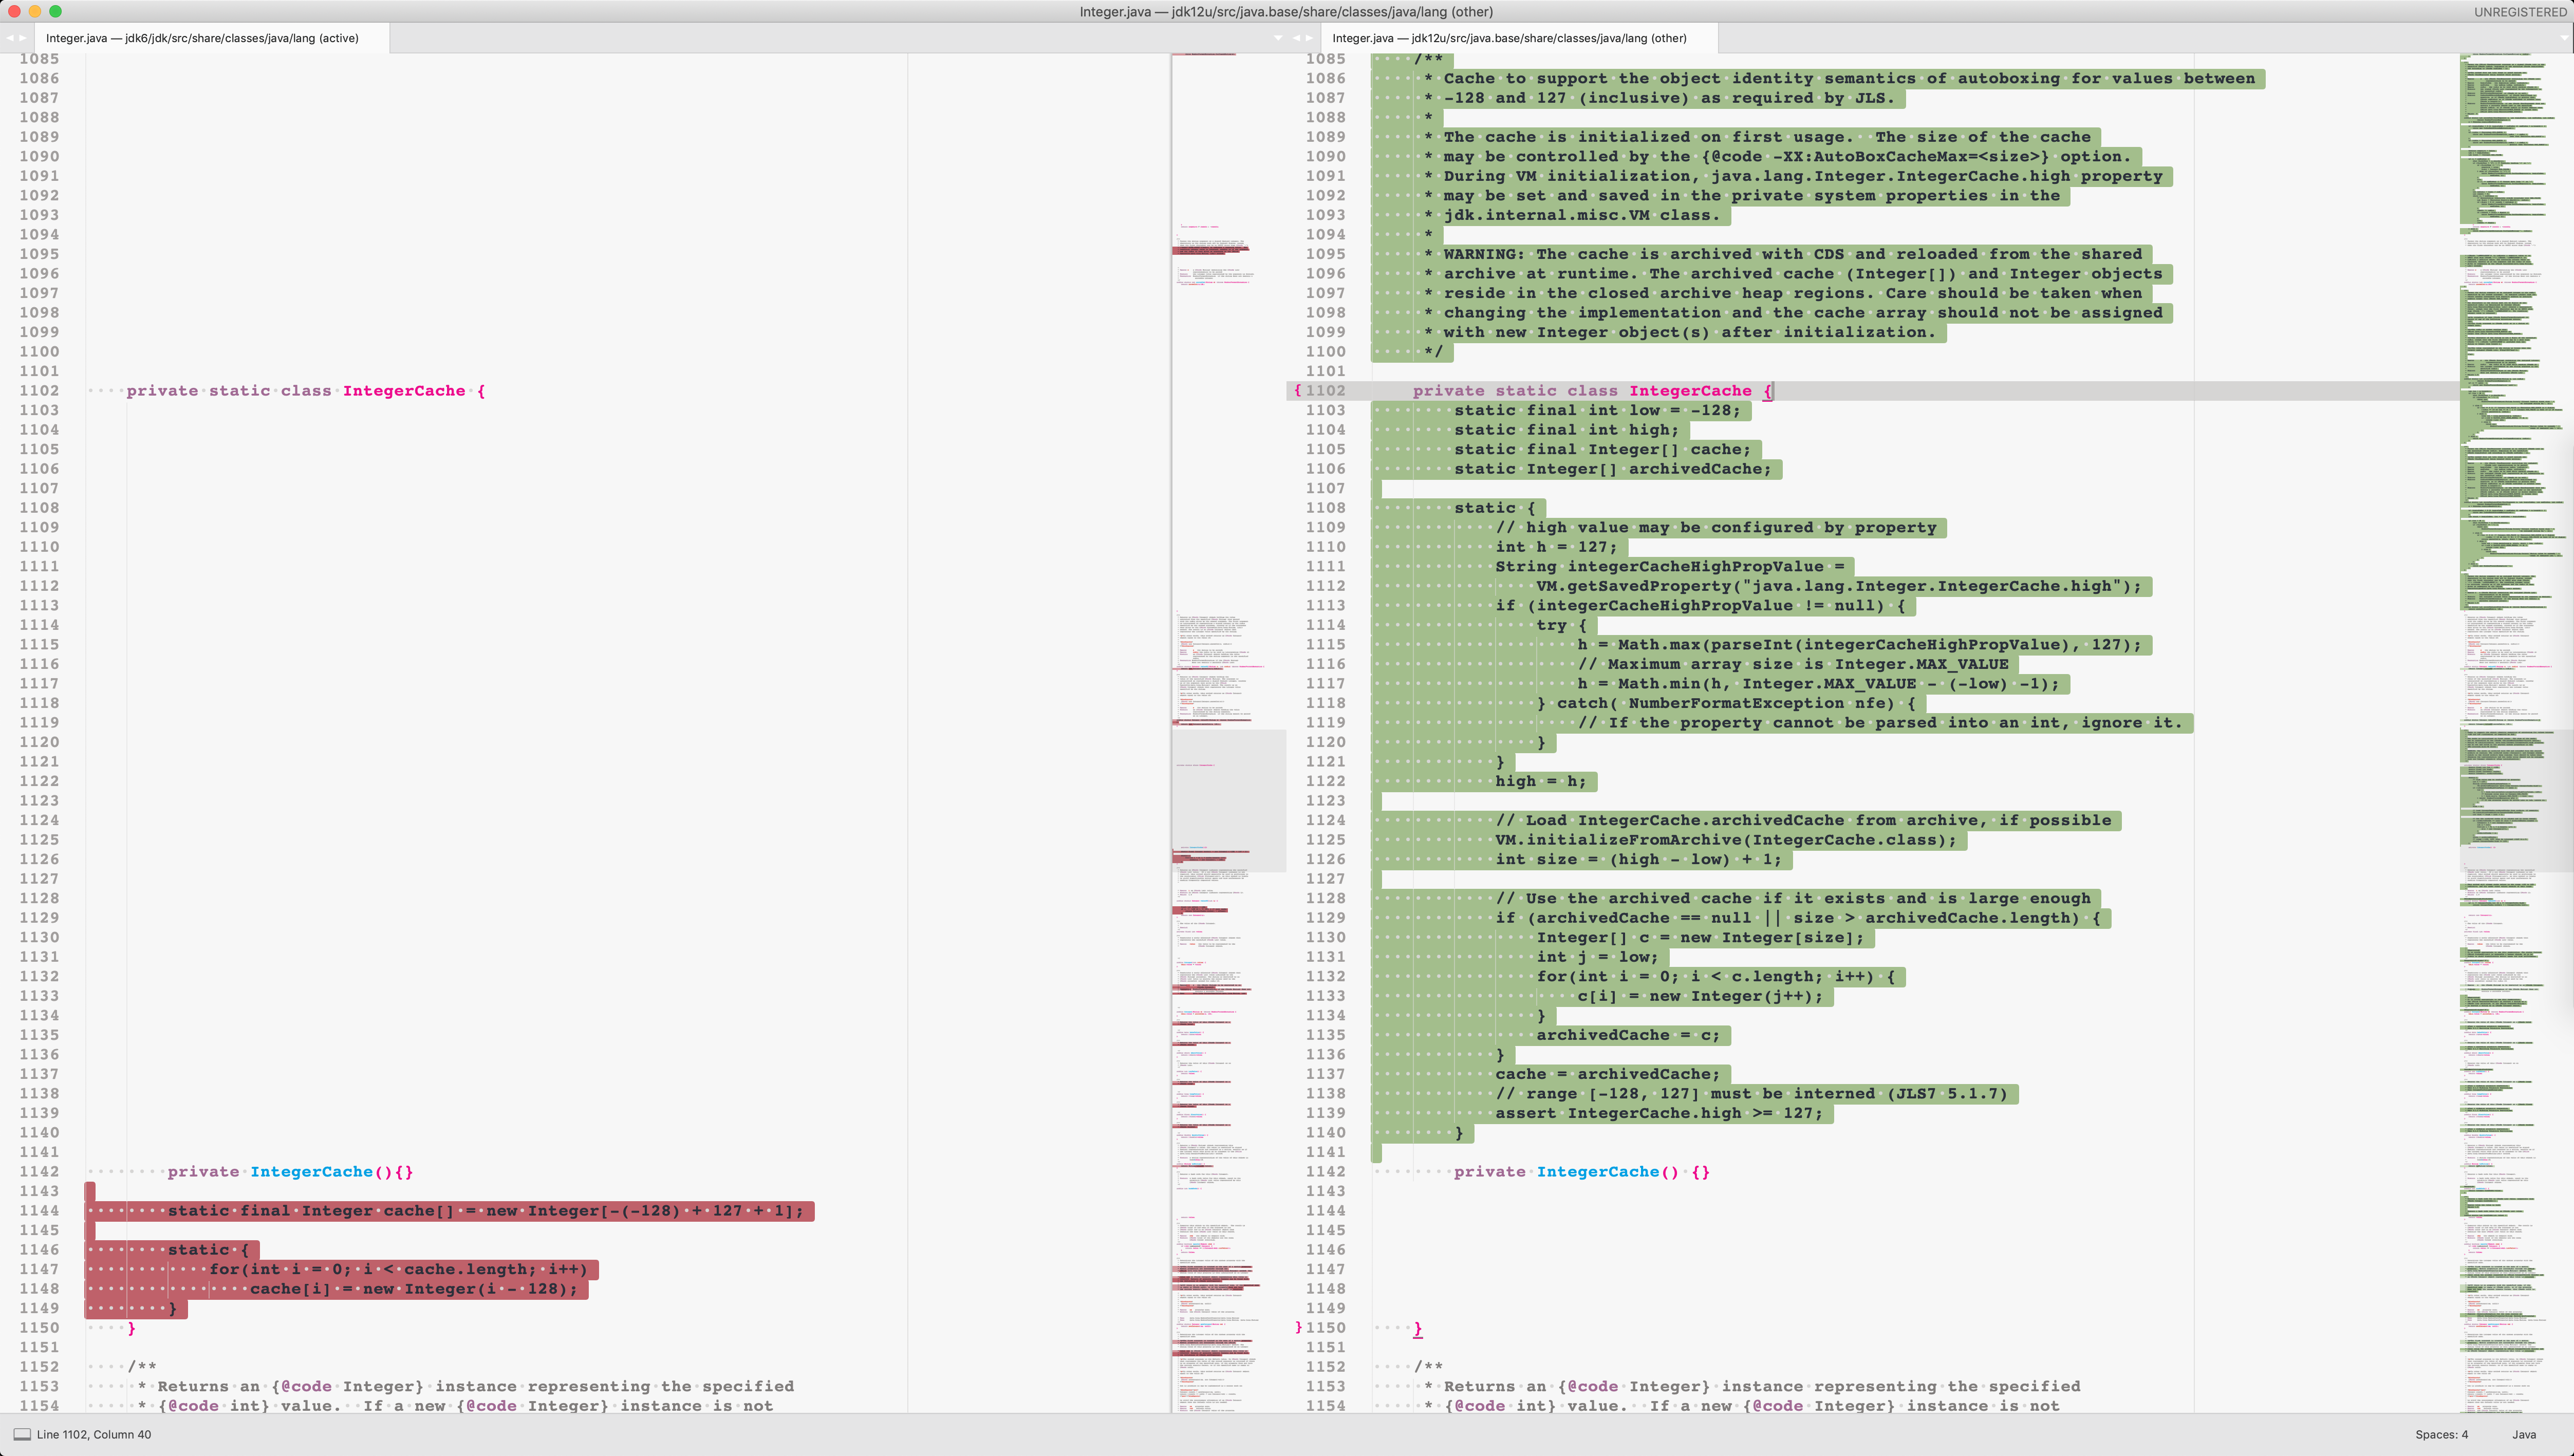 Integer.java — jdk12u/src/java.base/share/classes/java/lang (other)
UNREGISTERED
Integer.java — jdk6/jdk/src/share/classes/java/lang (active)
1085
1086
1087
1088
1089
1090
1091
1092
1093
1094
1095
1096
1097
1098
1099
1100
1101
1102 private static class IntegerCache {
1103
1104
1105
1106
1107
1108
1109
1110
1111
1112
1113
1114
1115
1116
1117
1118
1119
1120
1121
1122
1123
1124
1125
1126
1127
1128
1129
1130
1131
1132
1133
1134
1135
1136
1137
1138
1139
1140
1141
1142 private IntegerCache(){}
1143
1144 static final Integer cache[] = new Integer[-(-128) + 127 + 1];
1145
1146 static {
1147 for(int i = 0; i < cache.length; i++)
1148 cache[i] = new Integer(i - 128);
1149 }
1150 }
1151
1152 /**
1153 * Returns an {@code Integer} instance representing the specified
1154 * {@code int} value.  If a new {@code Integer} instance is not
Integer.java — jdk12u/src/java.base/share/classes/java/lang (other)
1085 /**
1086 * Cache to support the object identity semantics of autoboxing for values between
1087 * -128 and 127 (inclusive) as required by JLS.
1088 *
1089 * The cache is initialized on first usage.  The size of the cache
1090 * may be controlled by the {@code -XX:AutoBoxCacheMax=<size>} option.
1091 * During VM initialization, java.lang.Integer.IntegerCache.high property
1092 * may be set and saved in the private system properties in the
1093 * jdk.internal.misc.VM class.
1094 *
1095 * WARNING: The cache is archived with CDS and reloaded from the shared
1096 * archive at runtime. The archived cache (Integer[]) and Integer objects
1097 * reside in the closed archive heap regions. Care should be taken when
1098 * changing the implementation and the cache array should not be assigned
1099 * with new Integer object(s) after initialization.
1100 */
1101
{ 1102 private static class IntegerCache {
1103 static final int low = -128;
1104 static final int high;
1105 static final Integer[] cache;
1106 static Integer[] archivedCache;
1107
1108 static {
1109 // high value may be configured by property
1110 int h = 127;
1111 String integerCacheHighPropValue =
1112 VM.getSavedProperty("java.lang.Integer.IntegerCache.high");
1113 if (integerCacheHighPropValue != null) {
1114 try {
1115 h = Math.max(parseInt(integerCacheHighPropValue), 127);
1116 // Maximum array size is Integer.MAX_VALUE
1117 h = Math.min(h, Integer.MAX_VALUE - (-low) -1);
1118 } catch( NumberFormatException nfe) {
1119 // If the property cannot be parsed into an int, ignore it.
1120 }
1121 }
1122 high = h;
1123
1124 // Load IntegerCache.archivedCache from archive, if possible
1125 VM.initializeFromArchive(IntegerCache.class);
1126 int size = (high - low) + 1;
1127
1128 // Use the archived cache if it exists and is large enough
1129 if (archivedCache == null || size > archivedCache.length) {
1130 Integer[] c = new Integer[size];
1131 int j = low;
1132 for(int i = 0; i < c.length; i++) {
1133 c[i] = new Integer(j++);
1134 }
1135 archivedCache = c;
1136 }
1137 cache = archivedCache;
1138 // range [-128, 127] must be interned (JLS7 5.1.7)
1139 assert IntegerCache.high >= 127;
1140 }
1141
1142 private IntegerCache() {}
1143
1144
1145
1146
1147
1148
1149
} 1150 }
1151
1152 /**
1153 * Returns an {@code Integer} instance representing the specified
1154 * {@code int} value.  If a new {@code Integer} instance is not
Line 1102, Column 40
Spaces: 4
Java